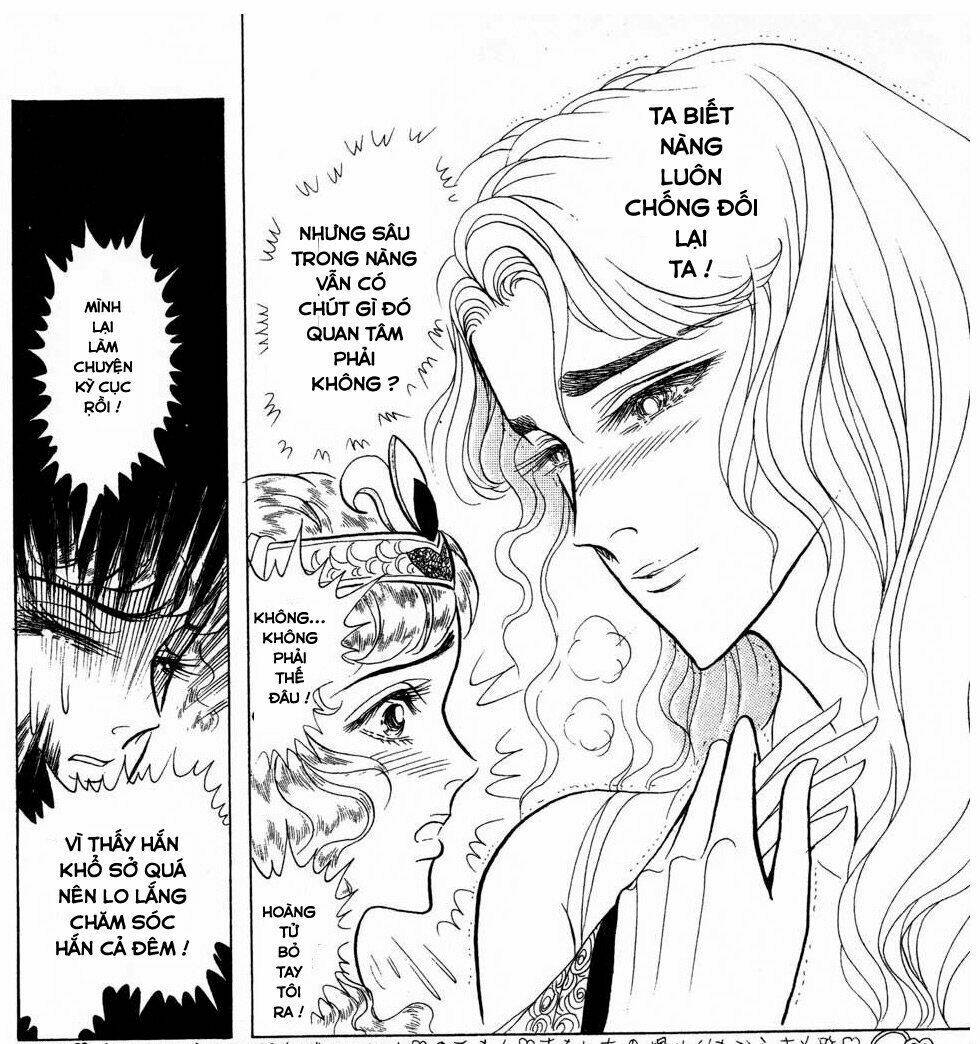 TA BIẾT
NÀNG
LUÔN
CHỐNG ĐỐI
LẠI
TA !
NHƯNG SÂU
TRONG NÀNG
VẪN CÓ
CHÚT GÌ ĐÓ
QUAN TÂM
PHẢI
KHÔNG ?
KHÔNG...
KHÔNG
PHẢI
THẾ
ĐÂU !
HOÀNG
TỬ
BỎ
TAY
TÔI
RA !
MÌNH
LẠI
LÀM
CHUYỆN
KỲ CỤC
RỒI !
VÌ THẤY HẮN
KHỔ SỞ QUÁ
NÊN LO LẮNG
CHĂM SÓC
HẮN CẢ ĐÊM !